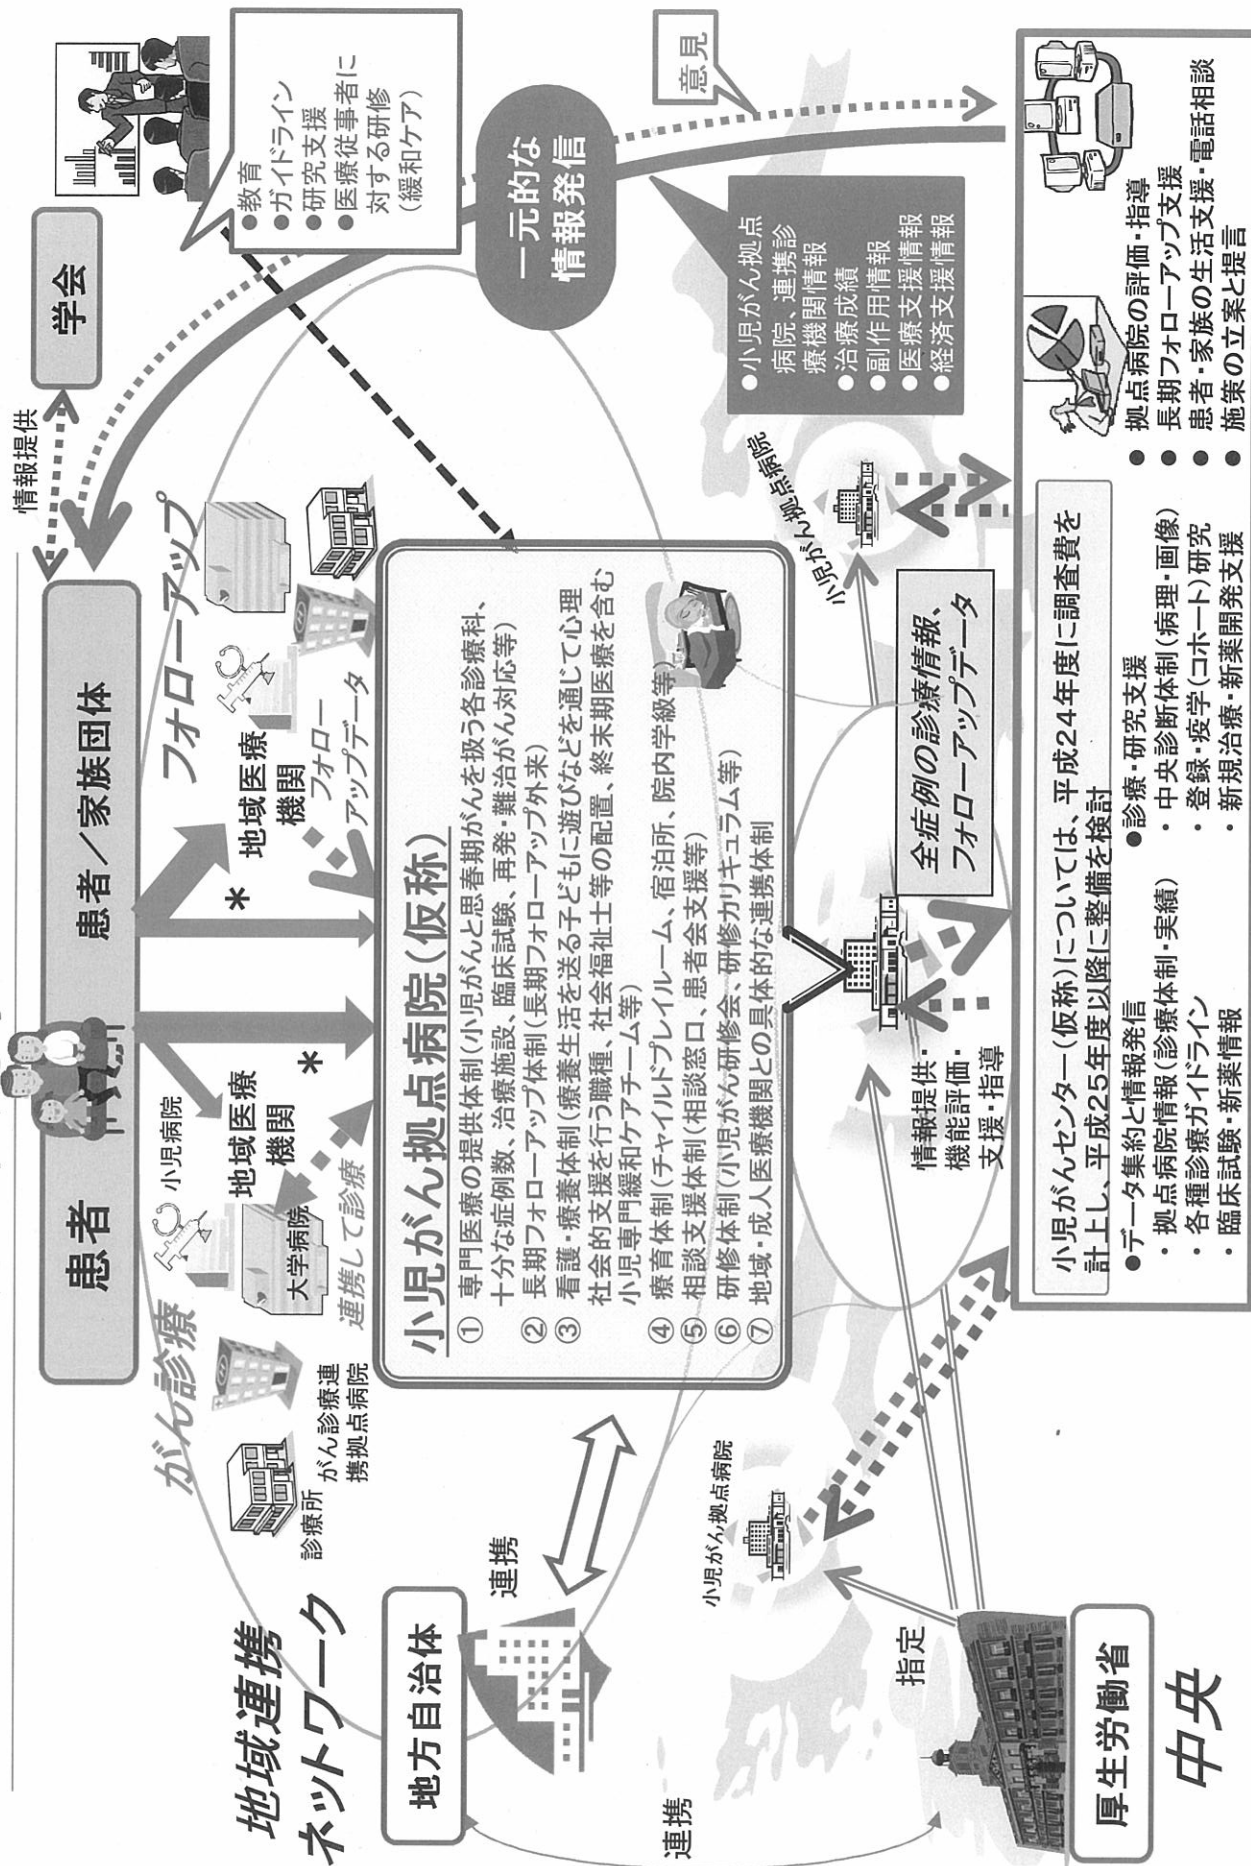 患者　患者／家族団体
情報提供
学会
●教育
●ガイドライン
●研究支援
●医療従事者に
対する研修
(緩和ケア)
一元的な
情報発信
意見
●小児がん拠点
病院、連携診
療機関情報
●治療成績
●副作用情報
●医療支援情報
●経済支援情報
地域連携
ネットワーク
がん診療
診療所
がん診療連
携拠点病院
小児病院
大学病院
地域医療
機関
連携して診療
*
*
フォローアップ
地域医療
機関
フォロー
アップデータ
小児がん拠点病院(仮称)
① 専門医療の提供体制(小児がんと思春期がんを扱う各診療科、
十分な症例数、治療施設、臨床試験、再発・難治がん対応等)
② 長期フォローアップ体制(長期フォローアップ外来)
③ 看護・療養体制(療養生活を送る子どもに遊びなどを通じて心理
社会的支援を行う職種、社会福祉士等の配置、終末期医療を含む
小児専門緩和ケアチーム等)
④ 療育体制(チャイルドプレイルーム、宿泊所、院内学級等)
⑤ 相談支援体制(相談窓口、患者会支援等)
⑥ 研修体制(小児がん研修会、研修カリキュラム等)
⑦ 地域・成人医療機関との具体的な連携体制
地方自治体
連携
連携
小児がん拠点病院
小児がん拠点病院
指定
情報提供・
機能評価・
支援・指導
全症例の診療情報、
フォローアップデータ
厚生労働省
中央
小児がんセンター(仮称)については、平成24年度に調査費を
計上し、平成25年度以降に整備を検討
●データ集約と情報発信
・拠点病院情報(診療体制・実績)
・各種診療ガイドライン
・臨床試験・新薬情報
●診療・研究支援
・中央診断体制(病理・画像)
・登録・疫学(コホート)研究
・新規治療・新薬開発支援
● 拠点病院の評価・指導
● 長期フォローアップ支援
● 患者・家族の生活支援・電話相談
● 施策の立案と提言